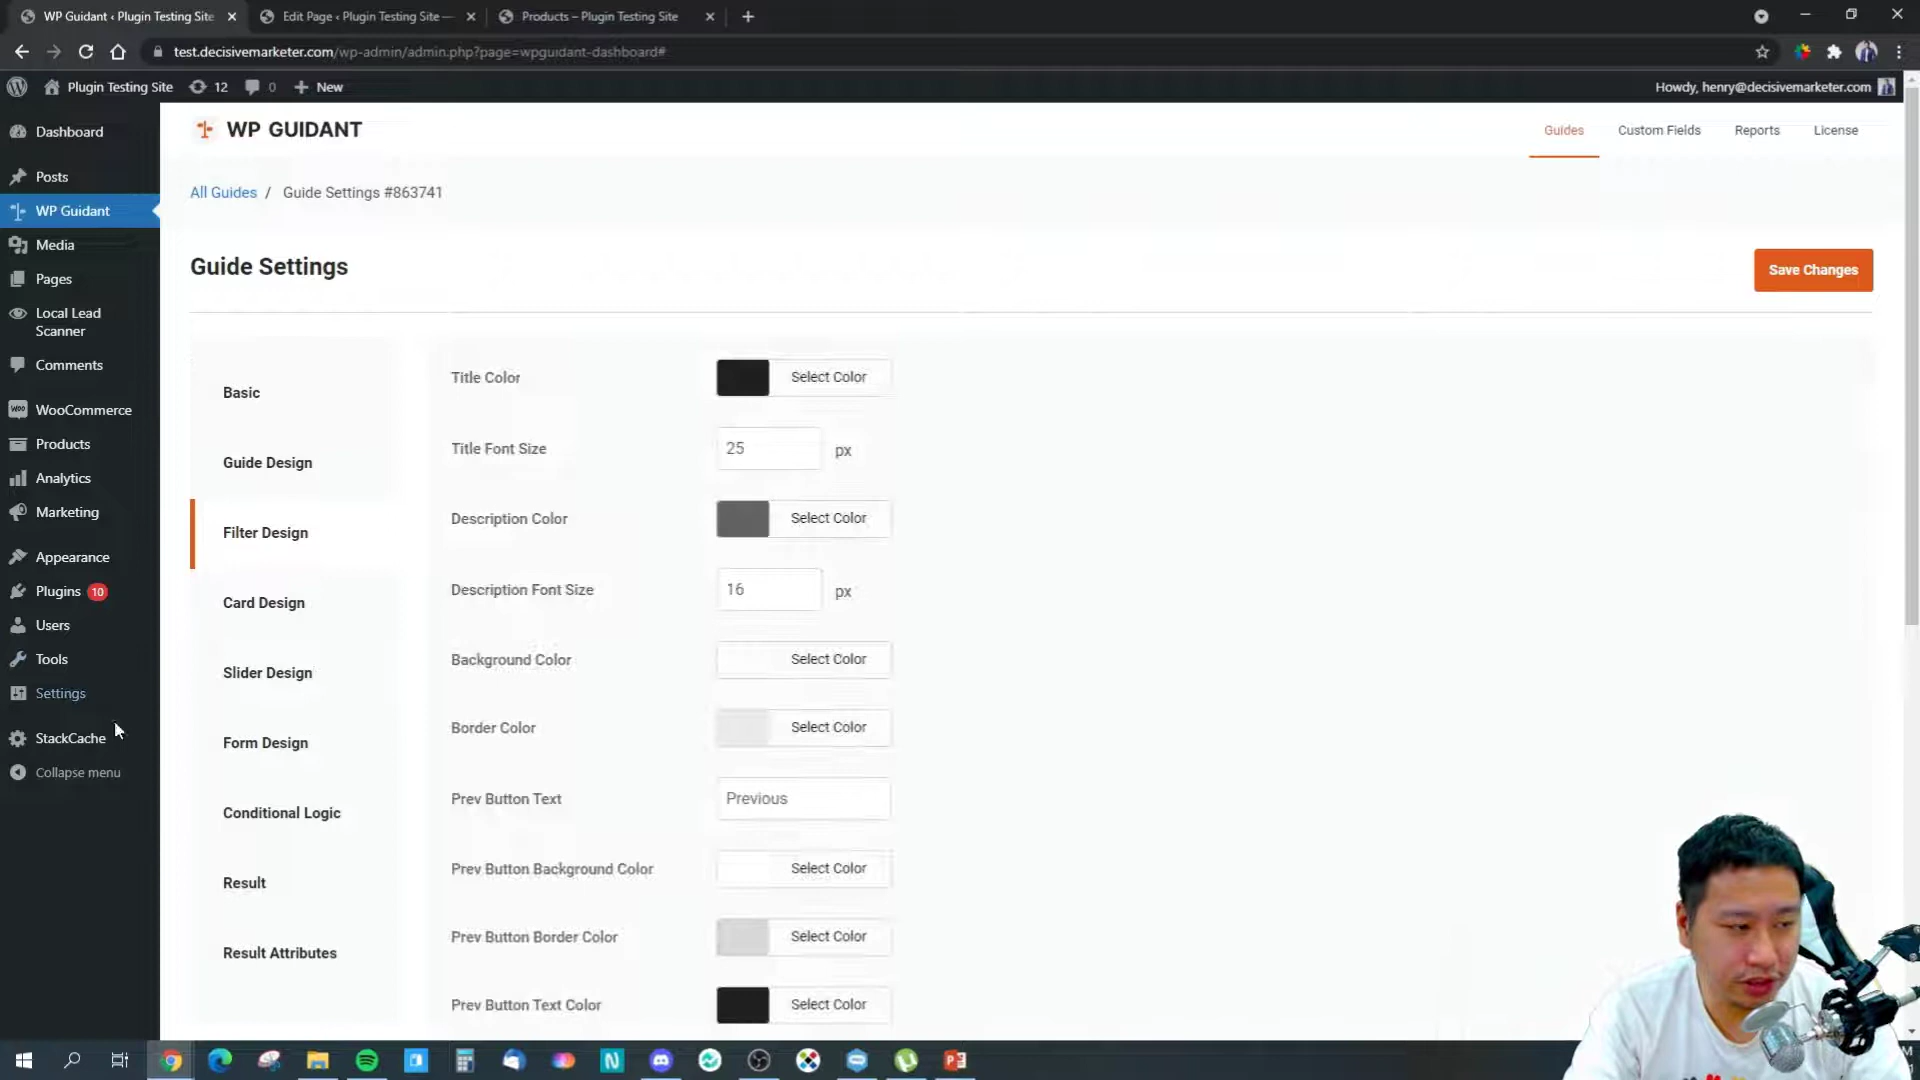 WP Guidant ‹ Plugin Testing Site
Edit Page ‹ Plugin Testing Site —
Products – Plugin Testing Site
test.decisivemarketer.com/wp-admin/admin.php?page=wpguidant-dashboard#
Plugin Testing Site
12
0
New
Howdy, henry@decisivemarketer.com
Dashboard
Posts
WP Guidant
Media
Pages
Local Lead
Scanner
Comments
WooCommerce
Products
Analytics
Marketing
Appearance
Plugins 10
Users
Tools
Settings
StackCache
Collapse menu
WP GUIDANT
Guides
Custom Fields
Reports
License
All Guides / Guide Settings #863741
Guide Settings
Save Changes
Basic
Guide Design
Filter Design
Card Design
Slider Design
Form Design
Conditional Logic
Result
Result Attributes
Title Color
Select Color
Title Font Size
25
px
Description Color
Select Color
Description Font Size
16
px
Background Color
Select Color
Border Color
Select Color
Prev Button Text
Previous
Prev Button Background Color
Select Color
Prev Button Border Color
Select Color
Prev Button Text Color
Select Color